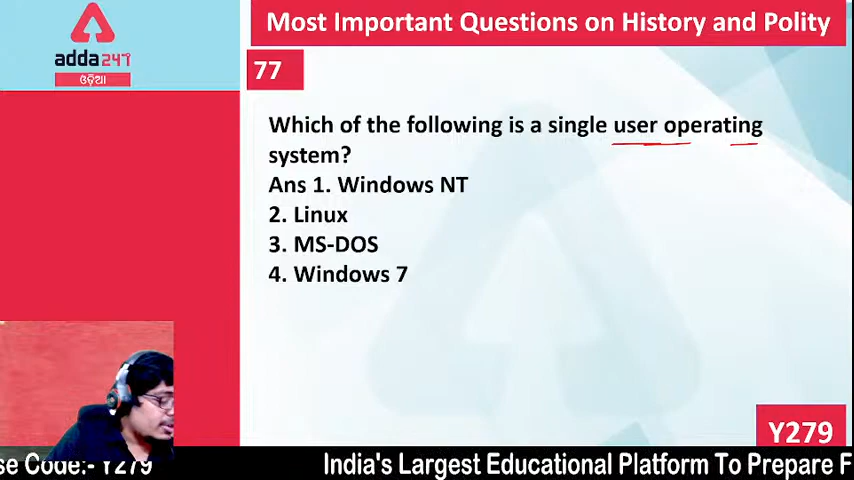 Most Important Questions on History and Polity
adda247
ଓଡ଼ିଆ
77
Which of the following is a single user operating
system?
Ans 1. Windows NT
2. Linux
3. MS-DOS
4. Windows 7
Y279
se Code:- Y279
India's Largest Educational Platform To Prepare F